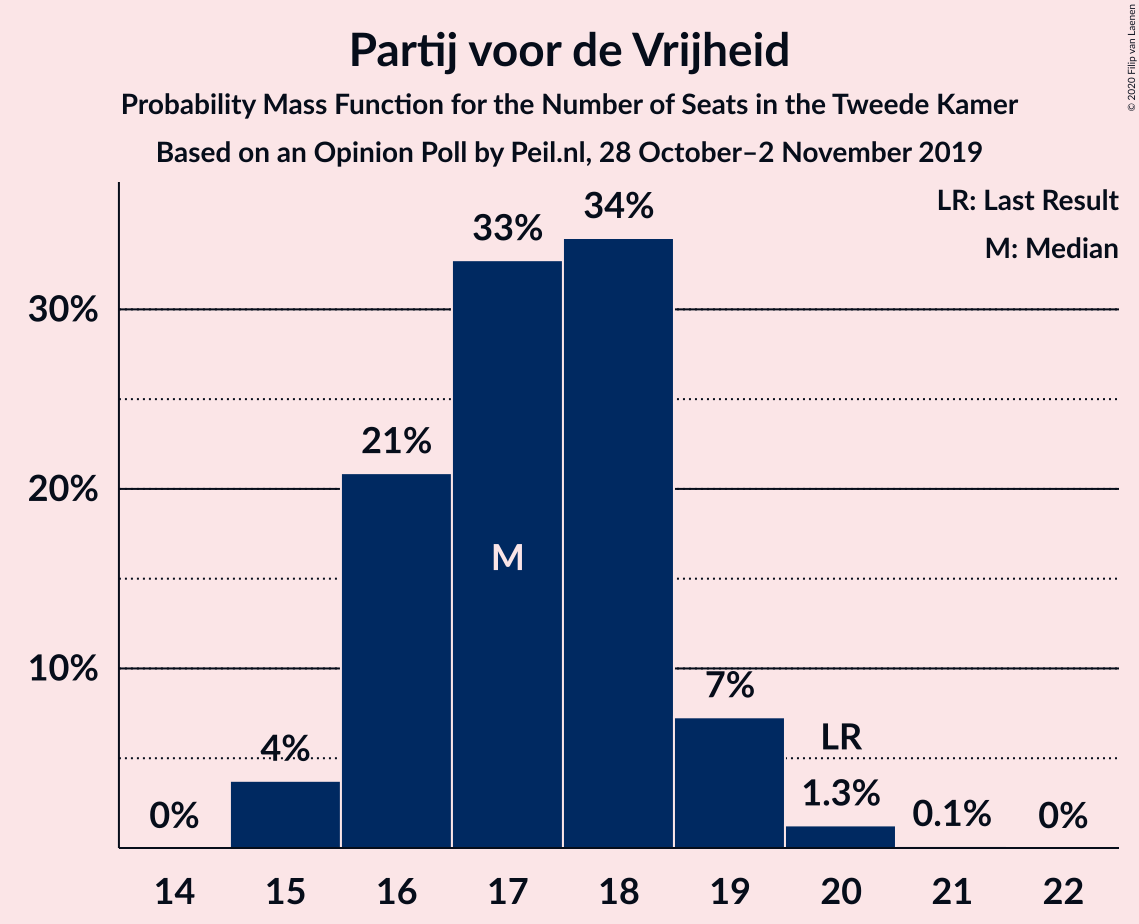 Partij voor de Vrijheid
Probability Mass Function for the Number of Seats in the Tweede Kamer
Based on an Opinion Poll by Peil.nl, 28 October–2 November 2019
© 2020 Filip van Laenen
LR: Last Result
M: Median
34%
33%
30%
21%
20%
M
10%
7%
LR
4%
1.3%
0%
0.1%
0%
14 15 16 17 18 19 20 21 22